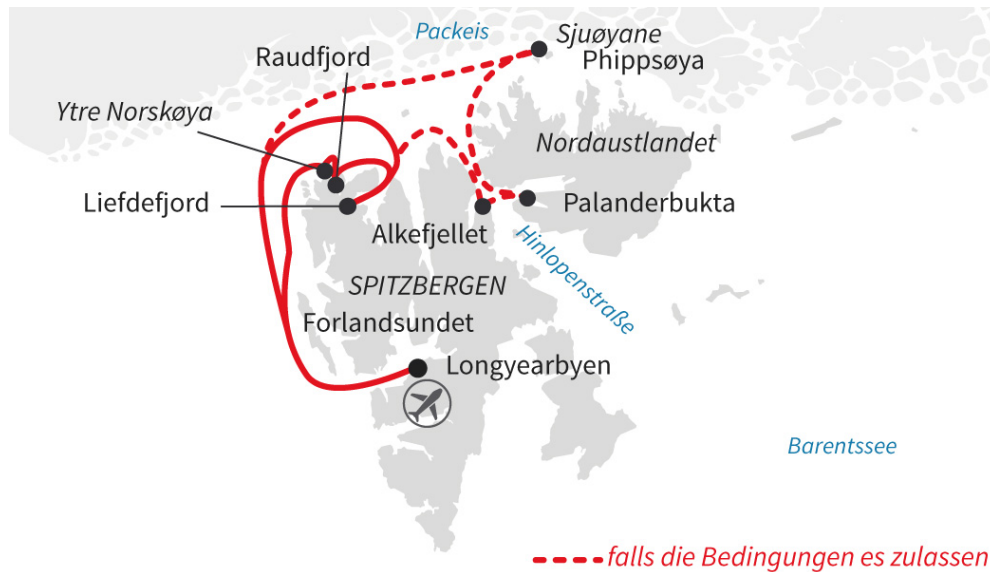 Packeis
Sjuøyane
Phippsøya
Raudfjord
Ytre Norskøya
Nordaustlandet
Liefdefjord
Palanderbukta
Alkefjellet
Hinlopenstraße
SPITZBERGEN
Forlandsundet
Longyearbyen
Barentssee
falls die Bedingungen es zulassen